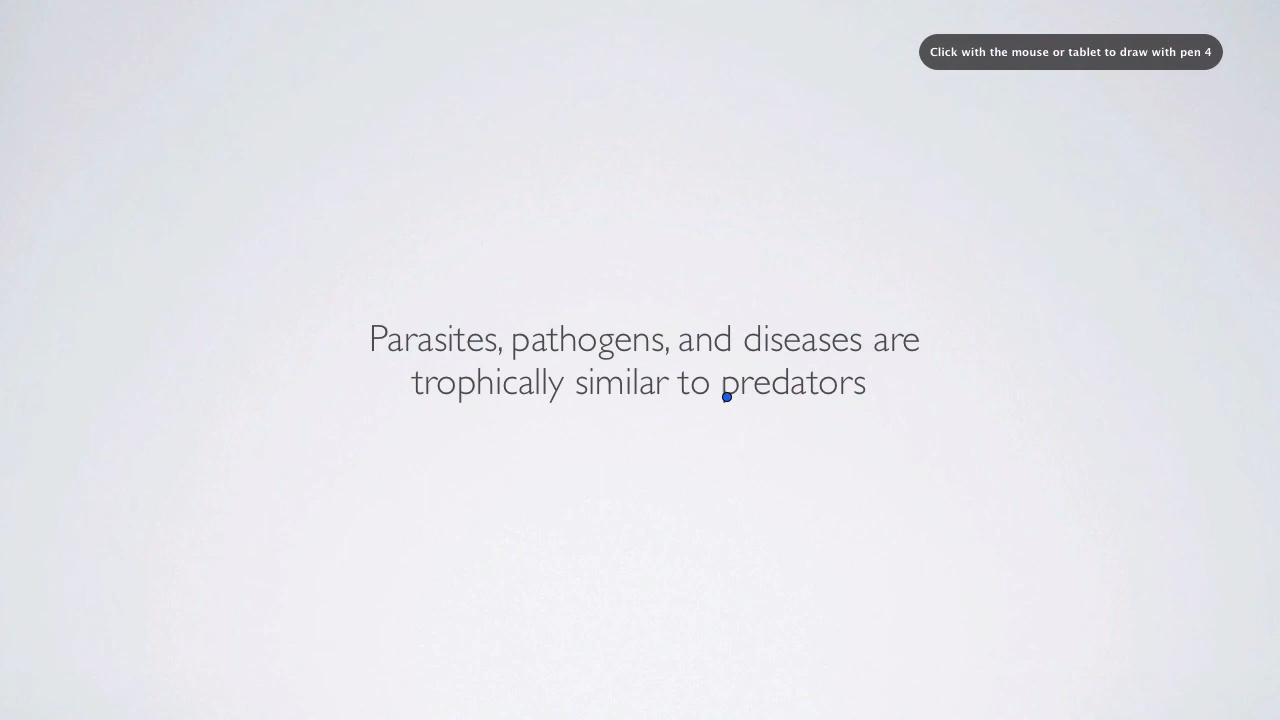 Click with the mouse or tablet to draw with pen 4
Parasites, pathogens, and diseases are
trophically similar to predators